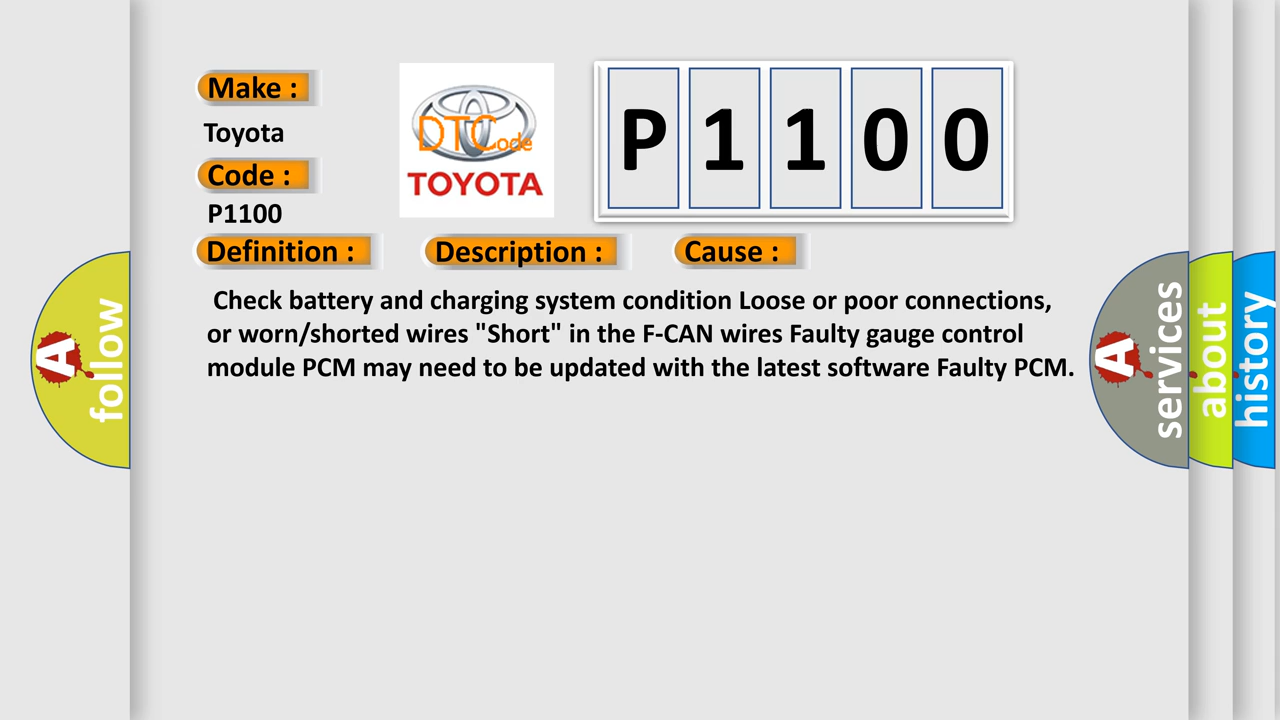 Make :
Toyota
Code :
P1100
DTCode
TOYOTA
P 1 1 0 0
Definition :
Description :
Cause :
Check battery and charging system condition Loose or poor connections,
or worn/shorted wires "Short" in the F-CAN wires Faulty gauge control
module PCM may need to be updated with the latest software Faulty PCM.
A
follow
A
services
about
history